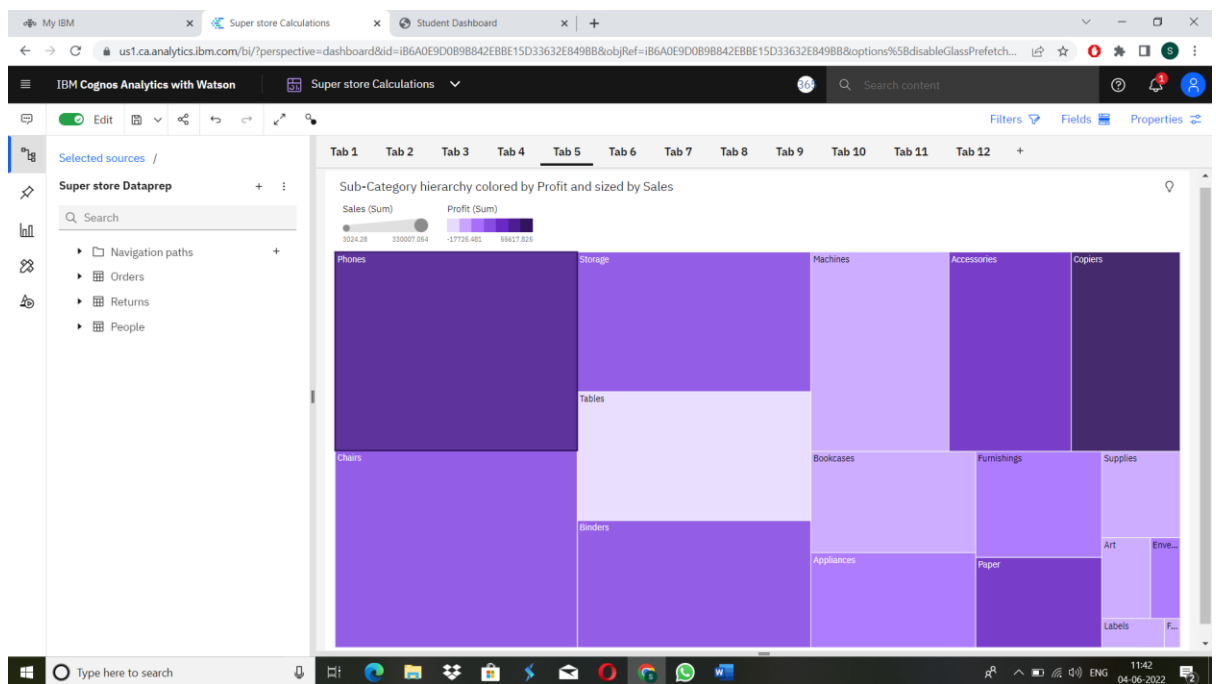 My IBM
Super store Calculations
Student Dashboard
us1.ca.analytics.ibm.com/bi/?perspective=dashboard&id=iB6A0E9D0B9B842EBBE15D33632E849BB&objRef=iB6A0E9D0B9B842EBBE15D33632E849BB&options%5BdisableGlassPrefetch...
S
IBM Cognos Analytics with Watson
Super store Calculations
Search content
1
Edit
Filters
Fields
Properties
Selected sources /
Tab 1 Tab 2 Tab 3 Tab 4 Tab 5 Tab 6 Tab 7 Tab 8 Tab 9 Tab 10 Tab 11 Tab 12 +
Super store Dataprep
Search
Navigation paths
Orders
Returns
People
Sub-Category hierarchy colored by Profit and sized by Sales
Sales (Sum) Profit (Sum)
3024.28 330007.054 -17725.481 55617.825
Phones Storage Machines Accessories Copiers
Tables
Chairs Bookcases Furnishings Supplies
Binders
Art Enve...
Appliances Paper
Labels F...
Type here to search
ENG
11:42
04-06-2022
2